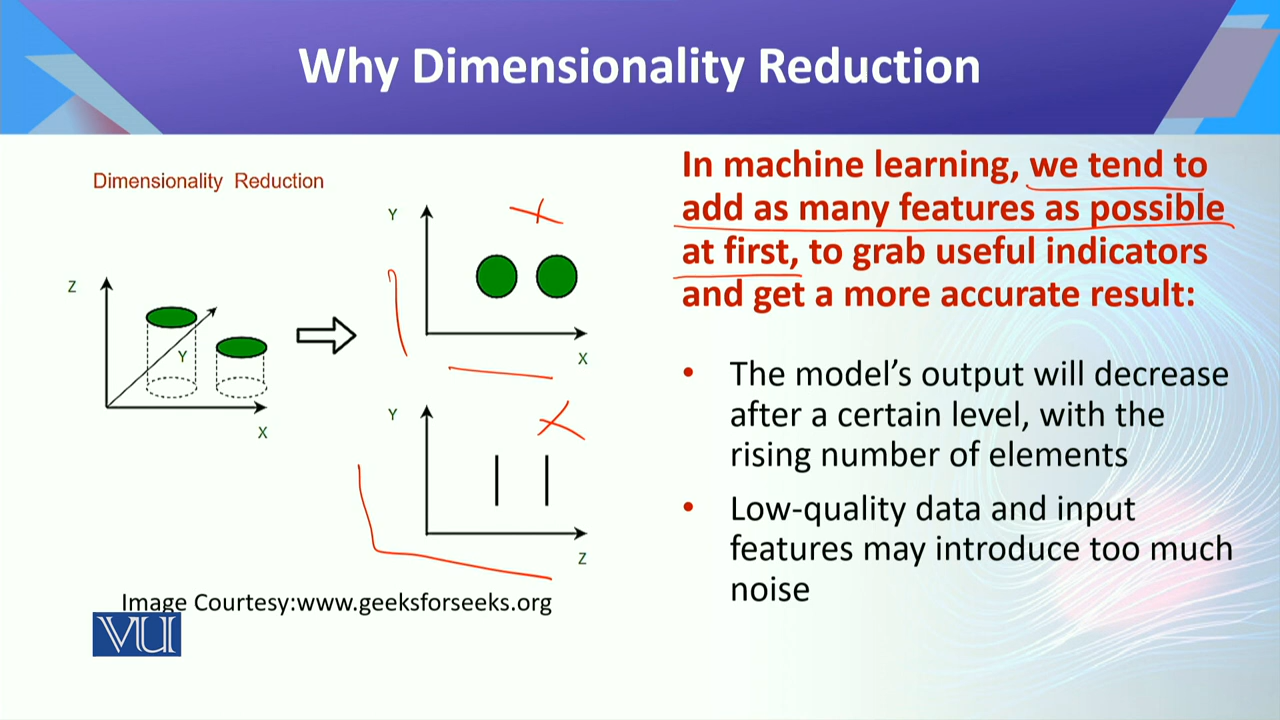 Why Dimensionality Reduction
Dimensionality Reduction
Z
Y
X
Y
X
Y
Z
Image Courtesy:www.geeksforseeks.org
VU
In machine learning, we tend to
add as many features as possible
at first, to grab useful indicators
and get a more accurate result:
• The model’s output will decrease
after a certain level, with the
rising number of elements
• Low-quality data and input
features may introduce too much
noise